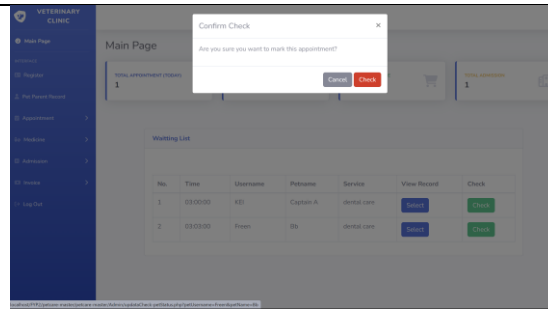 VETERINARY
CLINIC
Confirm Check ×
Main Page
Main Page
Are you sure you want to mark this appointment?
INTERFACE
Register
TOTAL APPOINTMENT (TODAY)
1
1
Pet Parent Record
Cancel Check
Appointment
Medicine
Waiting List
Admission
Invoice
No. Time Username Petname Service View Record Check
Log Out
1 03:00:00 KEI Captain A dental care Select Check
2 03:03:00 Freen Bb dental care Select Check